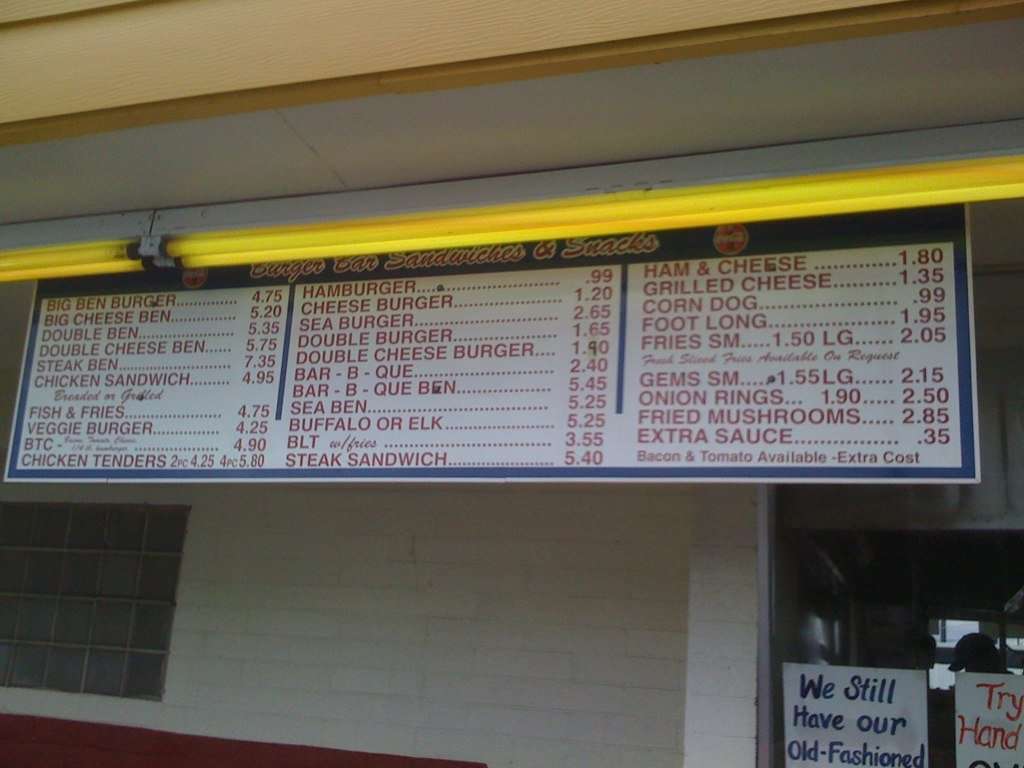 Burger Bar Sandwiches & Snacks
BIG BEN BURGER.............. 4.75
BIG CHEESE BEN............ 5.20
DOUBLE BEN................... 5.35
DOUBLE CHEESE BEN...... 5.75
STEAK BEN..................... 7.35
CHICKEN SANDWICH........ 4.95
Breaded or Grilled
FISH & FRIES................... 4.75
VEGGIE BURGER............. 4.25
BTC - 4.90
CHICKEN TENDERS 2PC 4.25 4PC 5.80
HAMBURGER............................. .99
CHEESE BURGER...................... 1.20
SEA BURGER............................ 2.65
DOUBLE BURGER..................... 1.65
DOUBLE CHEESE BURGER.... 1.90
BAR - B - QUE........................... 2.40
BAR - B - QUE BEN.................... 5.45
SEA BEN.................................... 5.25
BUFFALO OR ELK...................... 5.25
BLT w/fries .............................. 3.55
STEAK SANDWICH.................... 5.40
HAM & CHEESE ............... 1.80
GRILLED CHEESE............ 1.35
CORN DOG....................... .99
FOOT LONG..................... 1.95
FRIES SM.....1.50 LG....... 2.05
Fresh Sliced Fries Available On Request
GEMS SM.....1.55 LG...... 2.15
ONION RINGS... 1.90...... 2.50
FRIED MUSHROOMS..... 2.85
EXTRA SAUCE................ .35
Bacon & Tomato Available -Extra Cost
We Still
Have our
Old-Fashioned
Try
Hand